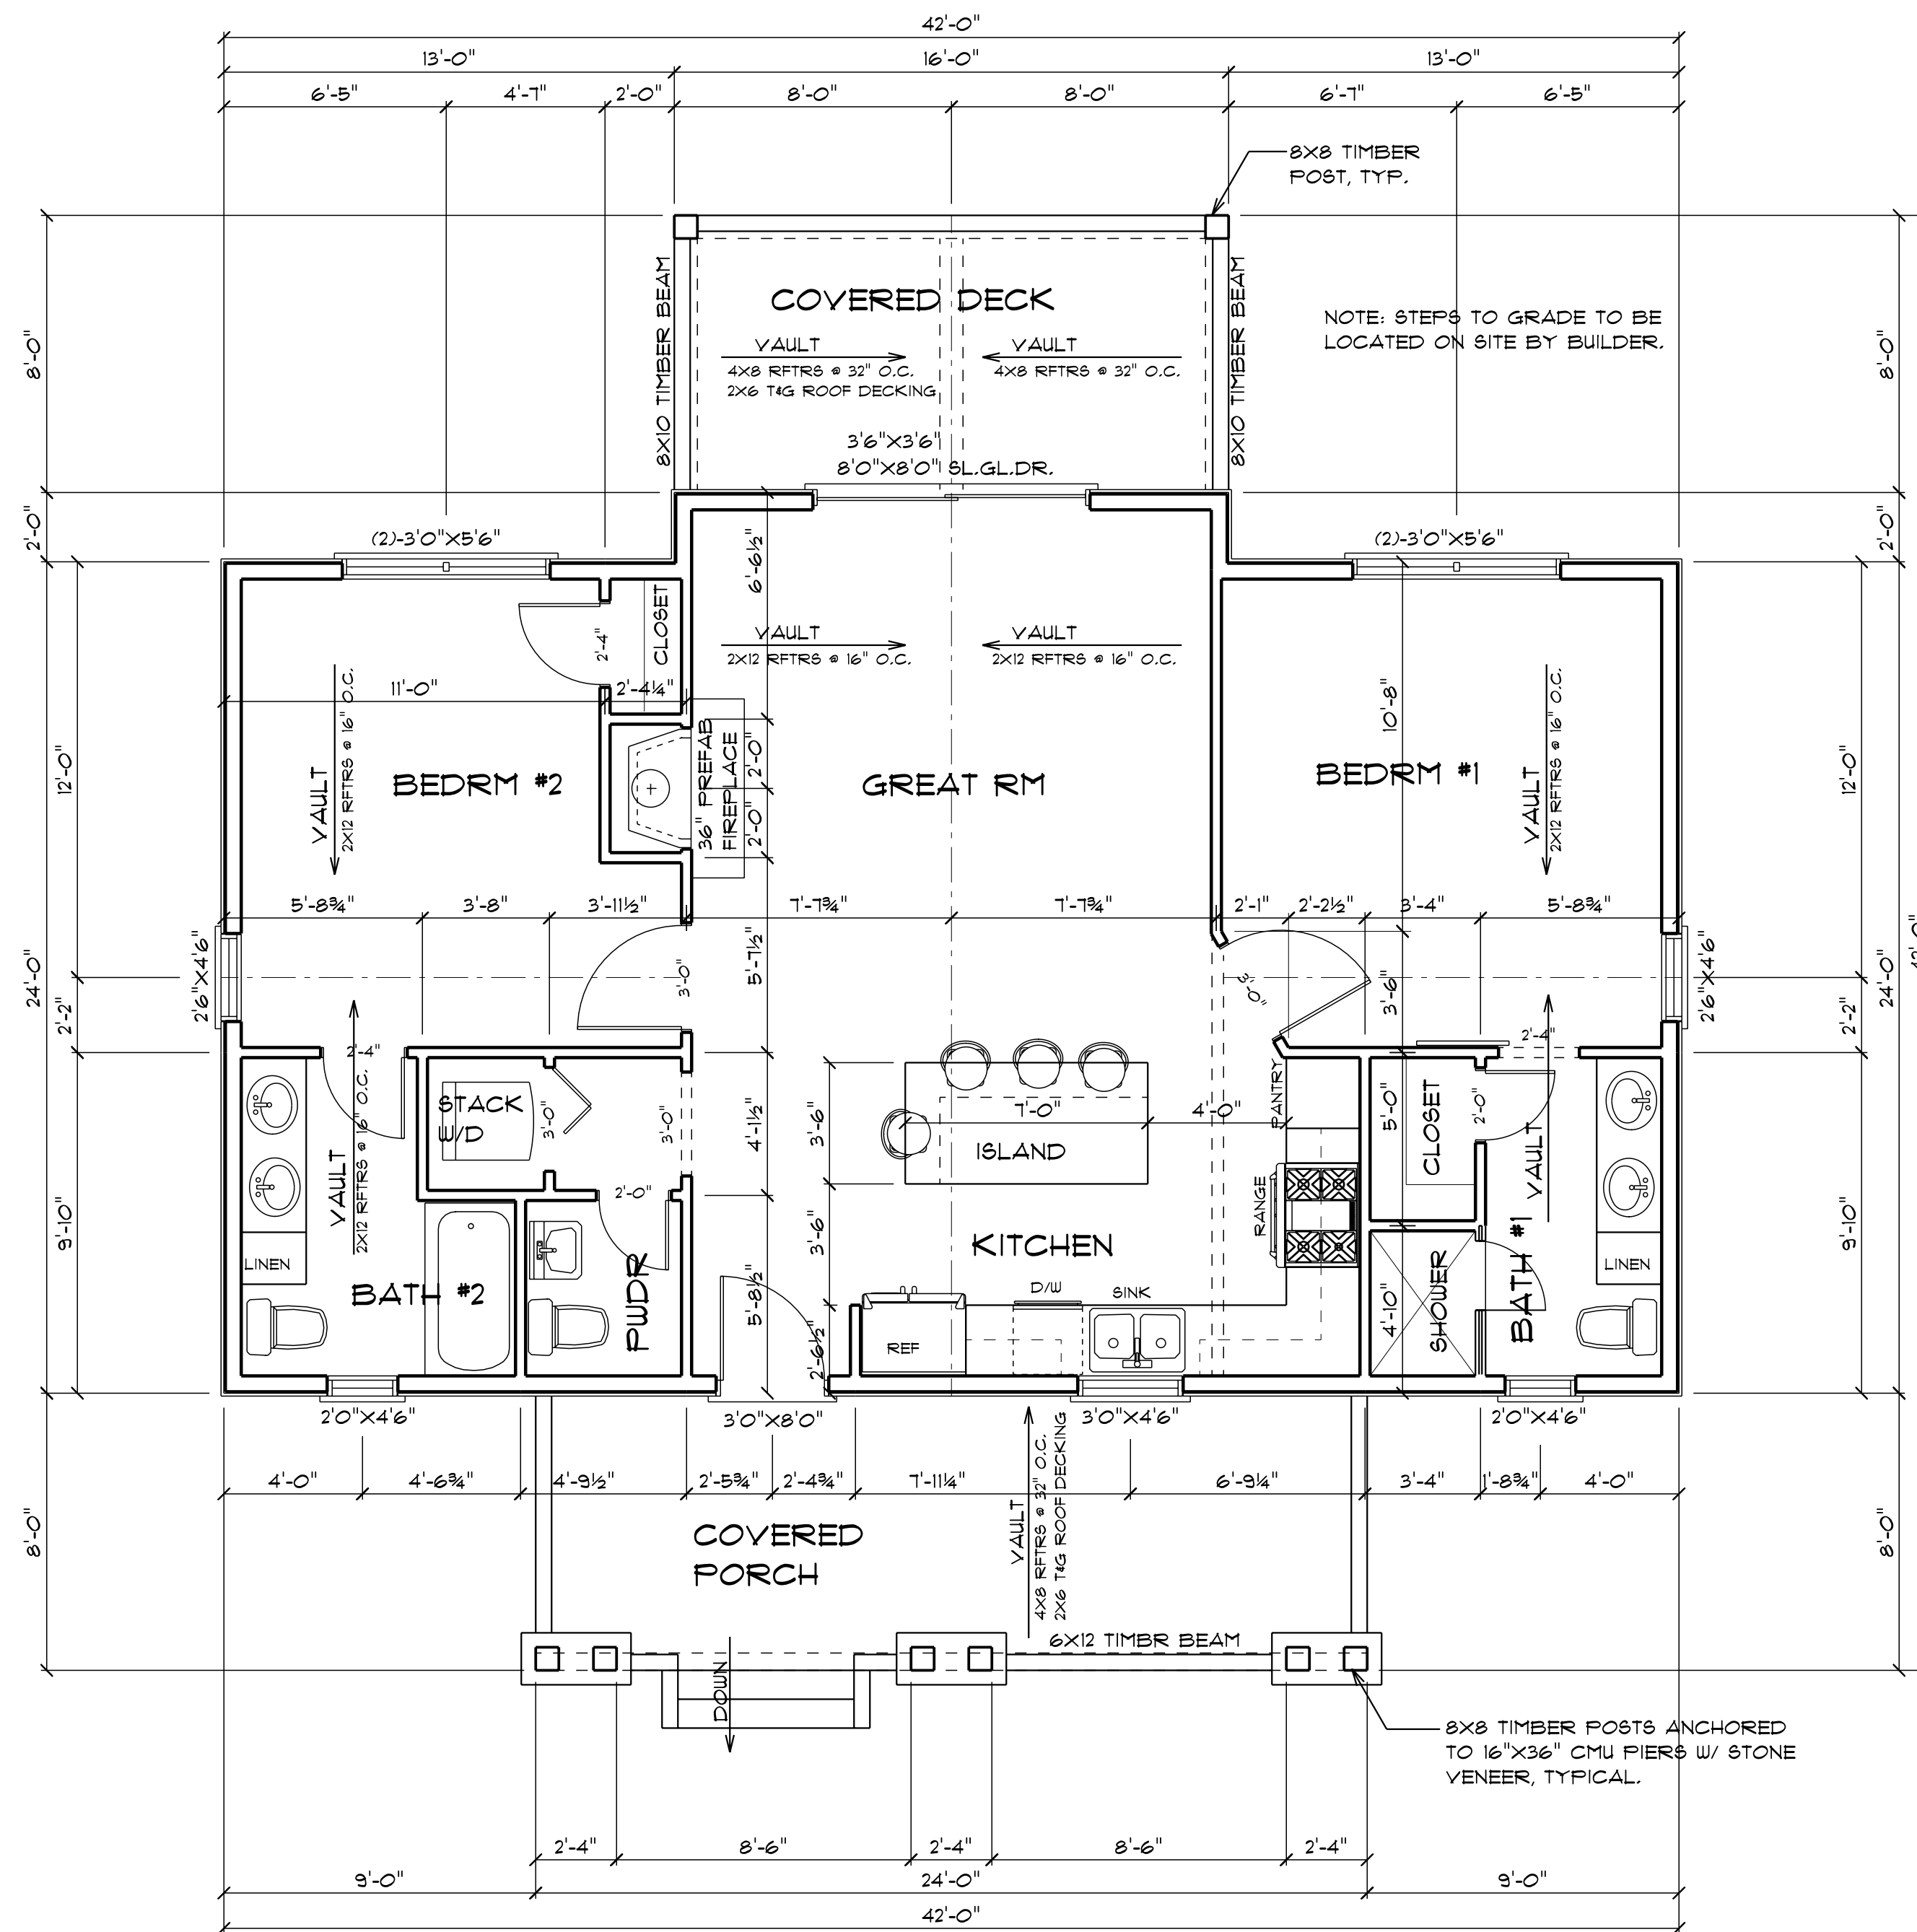 42'-0"
13'-0" 16'-0" 13'-0"
6'-5" 4'-7" 2'-0" 8'-0" 8'-0" 6'-7" 6'-5"
8X8 TIMBER
POST, TYP.
8X10 TIMBER BEAM
8X10 TIMBER BEAM
COVERED DECK
NOTE: STEPS TO GRADE TO BE
LOCATED ON SITE BY BUILDER.
VAULT
4X8 RFTRS @ 32" O.C.
2X6 T&G ROOF DECKING
VAULT
4X8 RFTRS @ 32" O.C.
8'-0"
8'-0"
3'6"X3'6"
8'0"X8'0" SL.GL.DR.
2'-0"
2'-0"
(2)-3'0"X5'6"
(2)-3'0"X5'6"
6'-6½"
CLOSET
2'-4"
VAULT
2X12 RFTRS @ 16" O.C.
VAULT
2X12 RFTRS @ 16" O.C.
11'-0" 2'-4¼"
VAULT
2X12 RFTRS @ 16" O.C.
BEDRM #2
36" PREFAB
FIREPLACE
2'-0"
2'-0"
GREAT RM
BEDRM #1
10'-8"
VAULT
2X12 RFTRS @ 16" O.C.
12'-0"
12'-0"
5'-8¾" 3'-8" 3'-11½" 7'-7¾" 7'-7¾" 2'-1" 2'-2½" 3'-4" 5'-8¾"
24'-0"
2'6"X4'6"
3'-0"
5'-7½"
3'-0"
3'-6"
2'6"X4'6"
24'-0"
42'-0"
2'-2"
2'-2"
2'-4"
2'-4"
STACK
W/D
3'-0"
3'-0"
4'-1½"
3'-6"
7'-0" 4'-0"
ISLAND
PANTRY
5'-0"
CLOSET
2'-0"
VAULT
VAULT
2X12 RFTRS @ 16" O.C.
2'-0"
RANGE
9'-10"
9'-10"
LINEN
BATH #2
PWDR
5'-8½"
3'-6"
KITCHEN
D/W
SINK
REF
2'-6½"
4'-10"
SHOWER
BATH #1
LINEN
2'0"X4'6" 3'0"X8'0" 3'0"X4'6" 2'0"X4'6"
4'-0" 4'-6¾" 4'-9½" 2'-5¾" 2'-4¾" 7'-11¼" 6'-9¼" 3'-4" 1'-8¾" 4'-0"
8'-0"
8'-0"
COVERED
PORCH
VAULT
4X8 RFTRS @ 32" O.C.
2X6 T&G ROOF DECKING
6X12 TIMBR BEAM
DOWN
8X8 TIMBER POSTS ANCHORED
TO 16"X36" CMU PIERS W/ STONE
VENEER, TYPICAL.
2'-4" 8'-6" 2'-4" 8'-6" 2'-4"
9'-0" 24'-0" 9'-0"
42'-0"